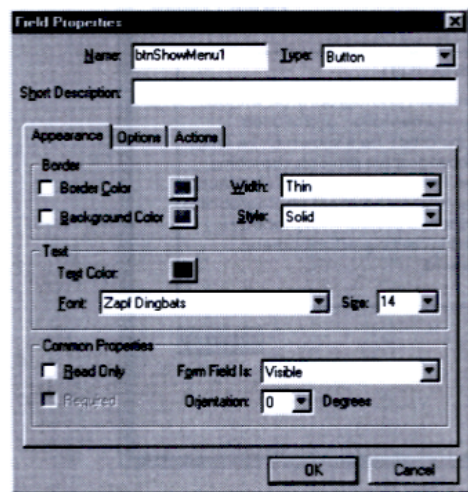 Field Properties
Name: btnShowMenu1 Type: Button
Short Description:
Appearance Options Actions
Border
Border Color Width: Thin
Background Color Style: Solid
Text
Text Color:
Font: Zapf Dingbats Size: 14
Common Properties
Read Only Form Field Is: Visible
Required Orientation: 0 Degrees
OK Cancel